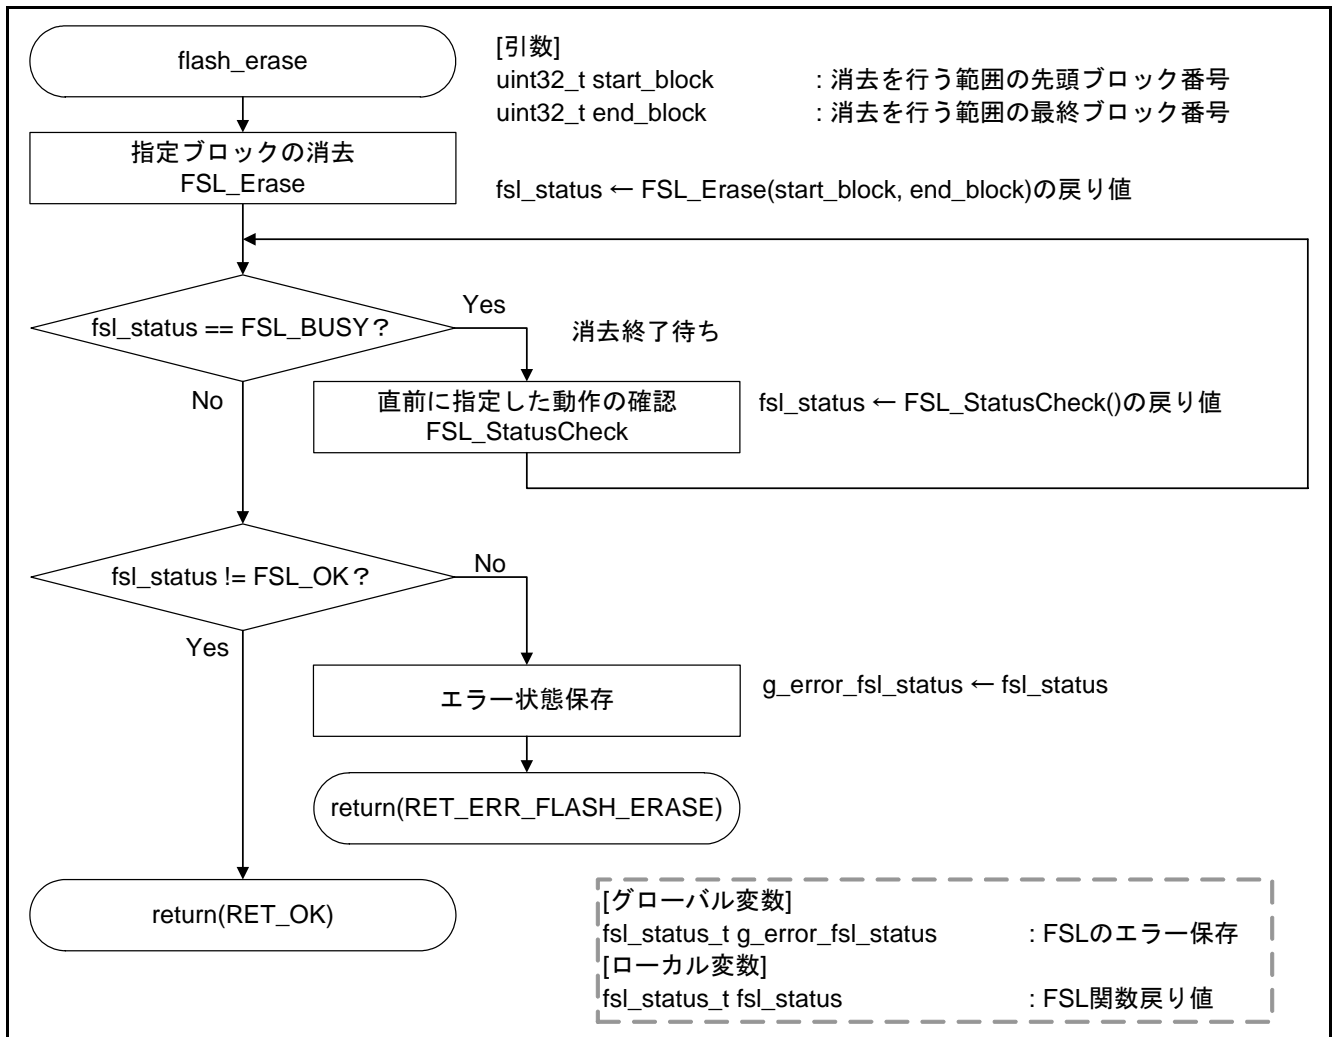 flash_erase
[引数]
uint32_t start_block : 消去を行う範囲の先頭ブロック番号
uint32_t end_block : 消去を行う範囲の最終ブロック番号
指定ブロックの消去
FSL_Erase
fsl_status ← FSL_Erase(start_block, end_block)の戻り値
fsl_status == FSL_BUSY？
Yes
消去終了待ち
No
直前に指定した動作の確認
FSL_StatusCheck
fsl_status ← FSL_StatusCheck()の戻り値
fsl_status != FSL_OK？
No
Yes
エラー状態保存
g_error_fsl_status ← fsl_status
return(RET_ERR_FLASH_ERASE)
return(RET_OK)
[グローバル変数]
fsl_status_t g_error_fsl_status : FSLのエラー保存
[ローカル変数]
fsl_status_t fsl_status : FSL関数戻り値